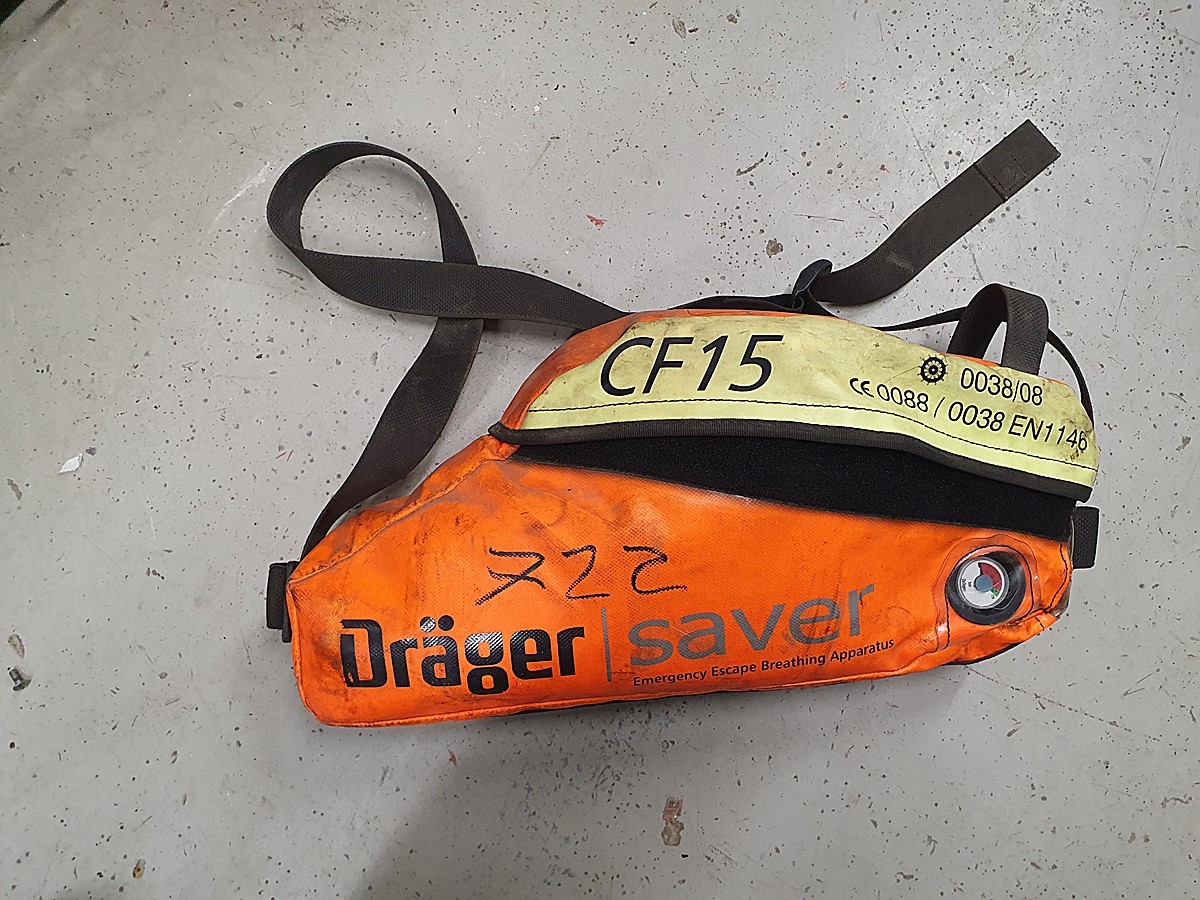 CF15
0038/08
CE 0088 / 0038 EN1146
722
Dräger
saver
Emergency Escape Breathing Apparatus